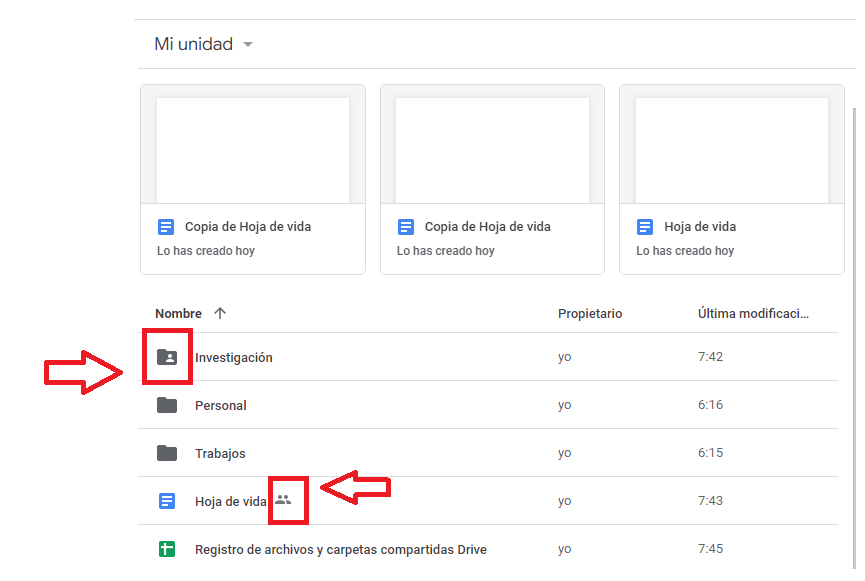 Mi unidad
Copia de Hoja de vida
Lo has creado hoy
Copia de Hoja de vida
Lo has creado hoy
Hoja de vida
Lo has creado hoy
Nombre Propietario Última modificaci...
Investigación yo 7:42
Personal yo 6:16
Trabajos yo 6:15
Hoja de vida yo 7:43
Registro de archivos y carpetas compartidas Drive yo 7:45